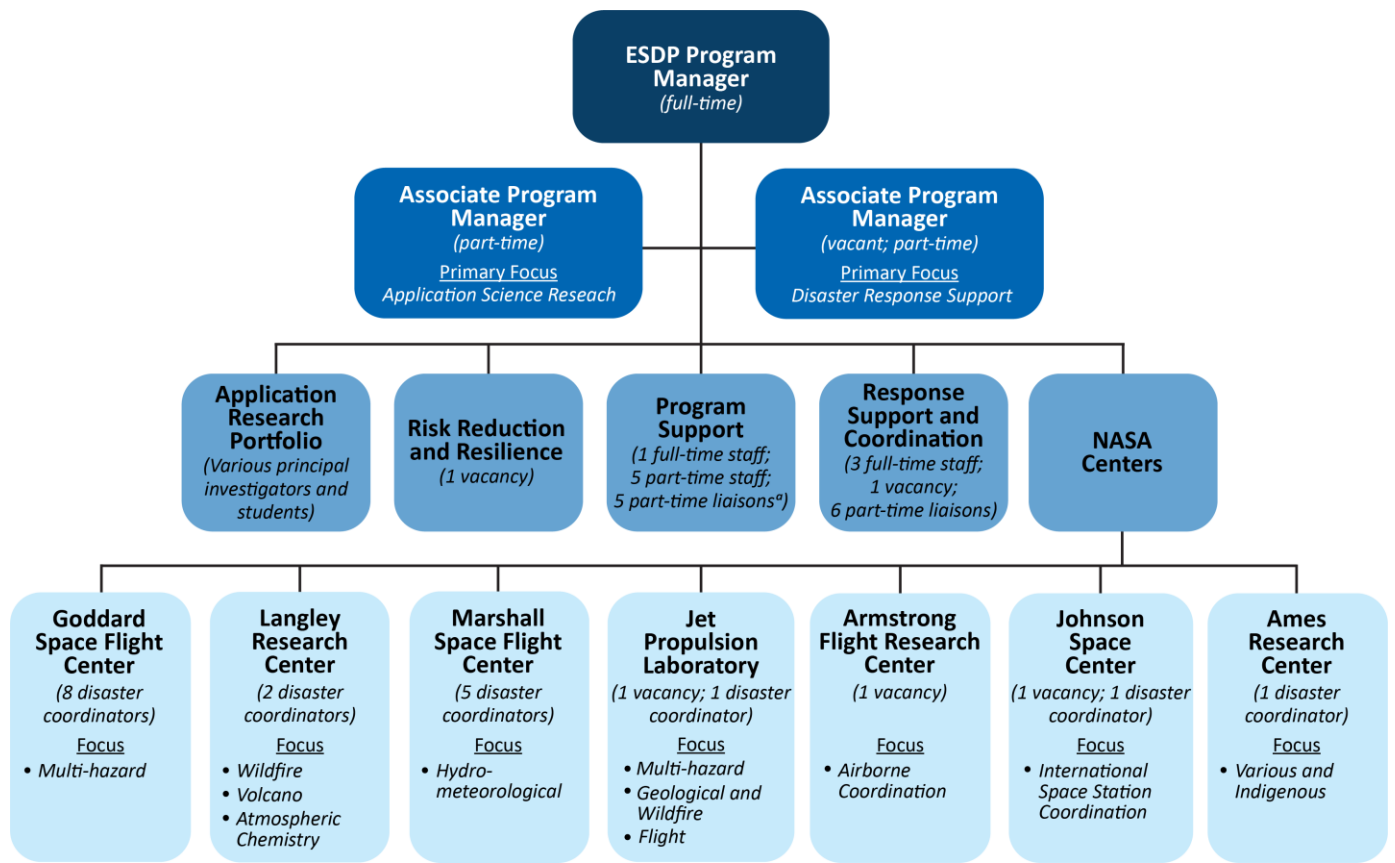 ESDP Program
Manager
(full-time)
Associate Program
Manager
(part-time)
Primary Focus
Application Science Reseach
Associate Program
Manager
(vacant; part-time)
Primary Focus
Disaster Response Support
Application
Research
Portfolio
(Various principal
investigators and
students)
Risk Reduction
and Resilience
(1 vacancy)
Program
Support
(1 full-time staff;
5 part-time staff;
5 part-time liaisonsᵃ)
Response
Support and
Coordination
(3 full-time staff;
1 vacancy;
6 part-time liaisons)
NASA
Centers
Goddard
Space Flight
Center
(8 disaster
coordinators)
Focus
• Multi-hazard
Langley
Research
Center
(2 disaster
coordinators)
Focus
• Wildfire
• Volcano
• Atmospheric
Chemistry
Marshall
Space Flight
Center
(5 disaster
coordinators)
Focus
• Hydro-
meteorological
Jet
Propulsion
Laboratory
(1 vacancy; 1 disaster
coordinator)
Focus
• Multi-hazard
• Geological and
Wildfire
• Flight
Armstrong
Flight Research
Center
(1 vacancy)
Focus
• Airborne
Coordination
Johnson
Space
Center
(1 vacancy; 1 disaster
coordinator)
Focus
• International
Space Station
Coordination
Ames
Research
Center
(1 disaster
coordinator)
Focus
• Various and
Indigenous